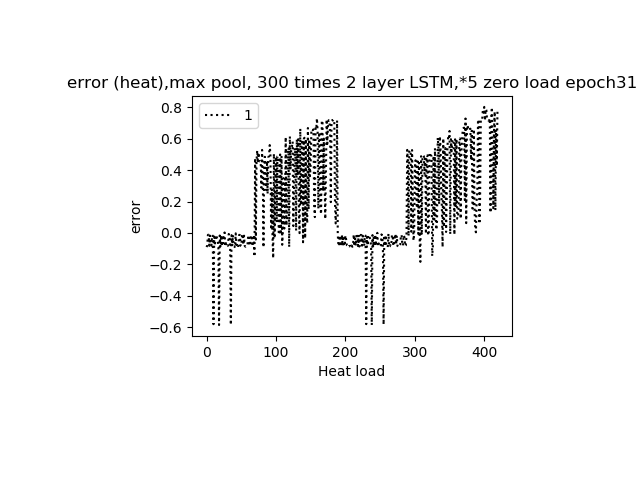 error (heat),max pool, 300 times 2 layer LSTM,*5 zero load epoch31
1
error
0.8
0.6
0.4
0.2
0.0
−0.2
−0.4
−0.6
0 100 200 300 400
Heat load